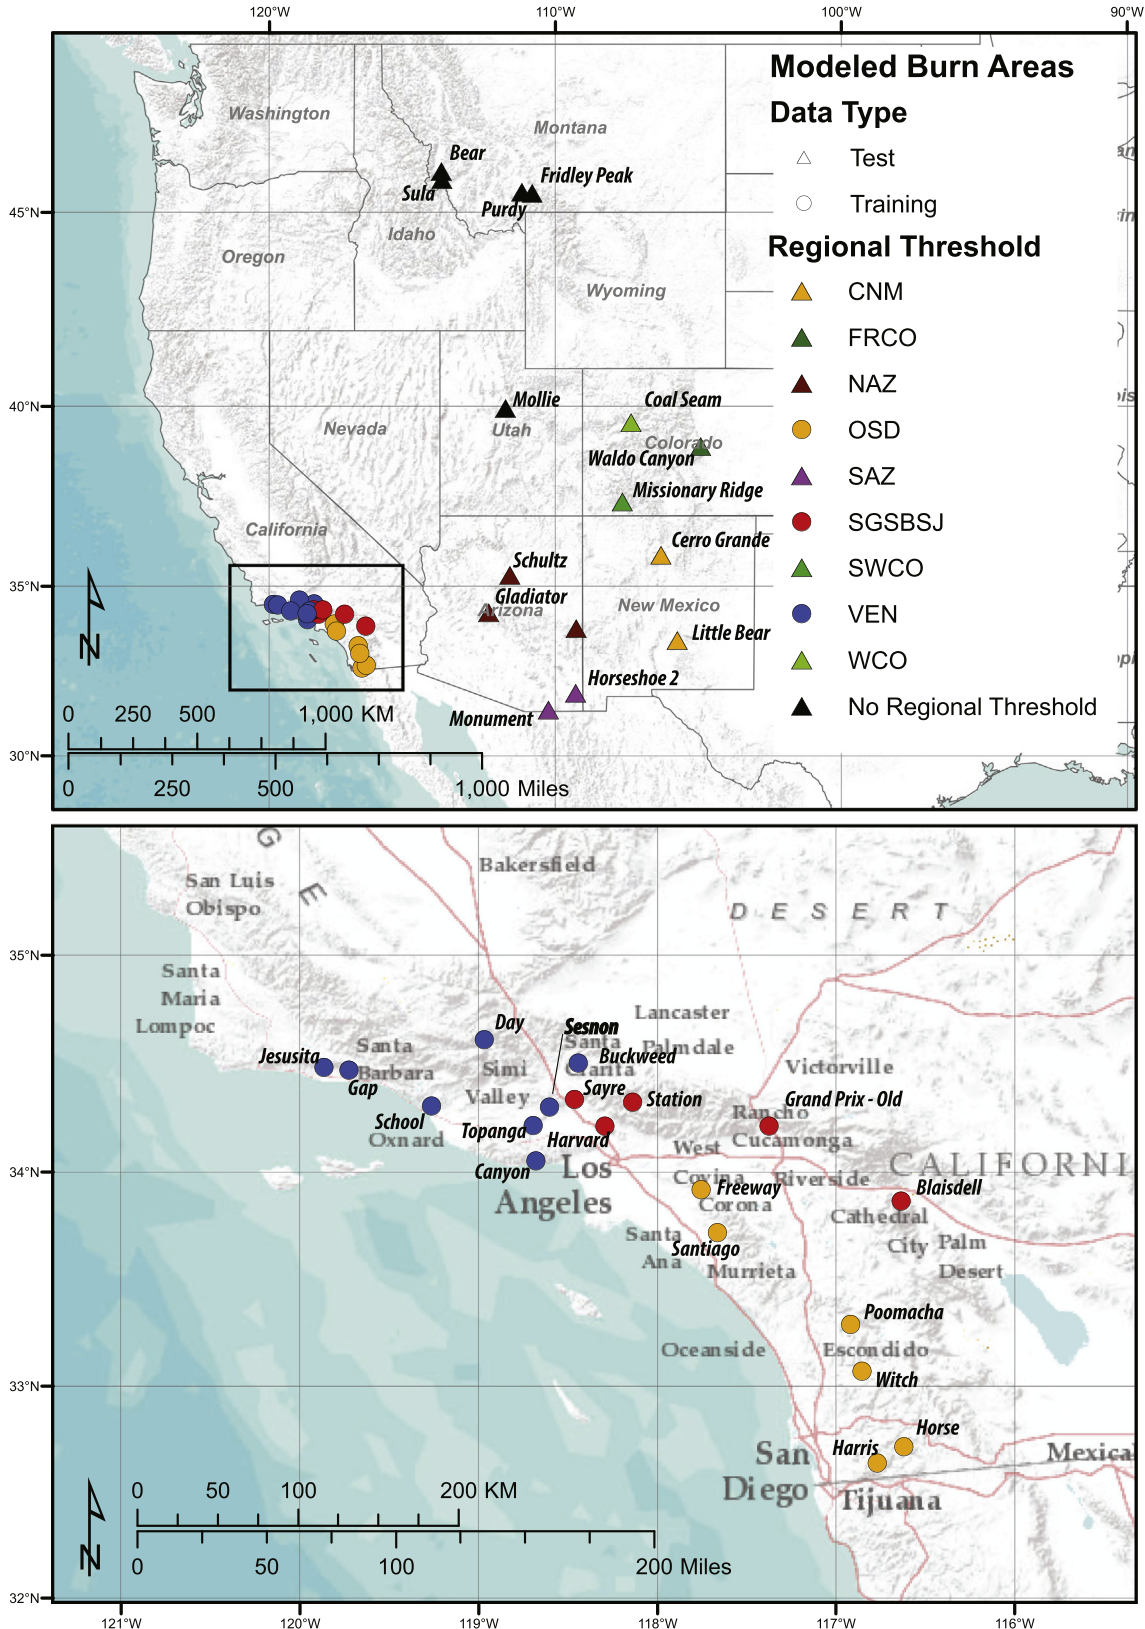 120°W 110°W 100°W 90°W
Modeled Burn Areas
Data Type
Test
Training
Regional Threshold
CNM
FRCO
NAZ
OSD
SAZ
SGSBSJ
SWCO
VEN
WCO
No Regional Threshold
Washington
Montana
Bear
Sula
Fridley Peak
Purdy
45°N
Idaho
Oregon
Wyoming
40°N
Mollie
Utah
Nevada
Coal Seam
Colorado
Waldo Canyon
Missionary Ridge
California
Cerro Grande
Schultz
35°N
Gladiator
Arizona
New Mexico
Little Bear
Horseshoe 2
Monument
N
0 250 500 1,000 KM
30°N
0 250 500 1,000 Miles
G
E
Bakersfield
San Luis
Obispo
D E S E R T
35°N
Santa
Maria
Lompoc
Lancaster
Day
Sesnon
Santa
Clarita
Buckweed
Palmdale
Jesusita
Santa
Barbara
Gap
Simi
Valley
Sayre
Station
Victorville
Grand Prix - Old
Rancho
Cucamonga
School
Oxnard
Topanga
Harvard
West
Covina
34°N
Canyon
Los
Angeles
CALIFORNI
Riverside
Freeway
Corona
Blaisdell
Cathedral
City
Palm
Desert
Santa
Ana
Santiago
Murrieta
Poomacha
Oceanside
Escondido
Witch
33°N
Horse
Harris
San
Diego
Mexical
Tijuana
N
0 50 100 200 KM
0 50 100 200 Miles
32°N
121°W 120°W 119°W 118°W 117°W 116°W